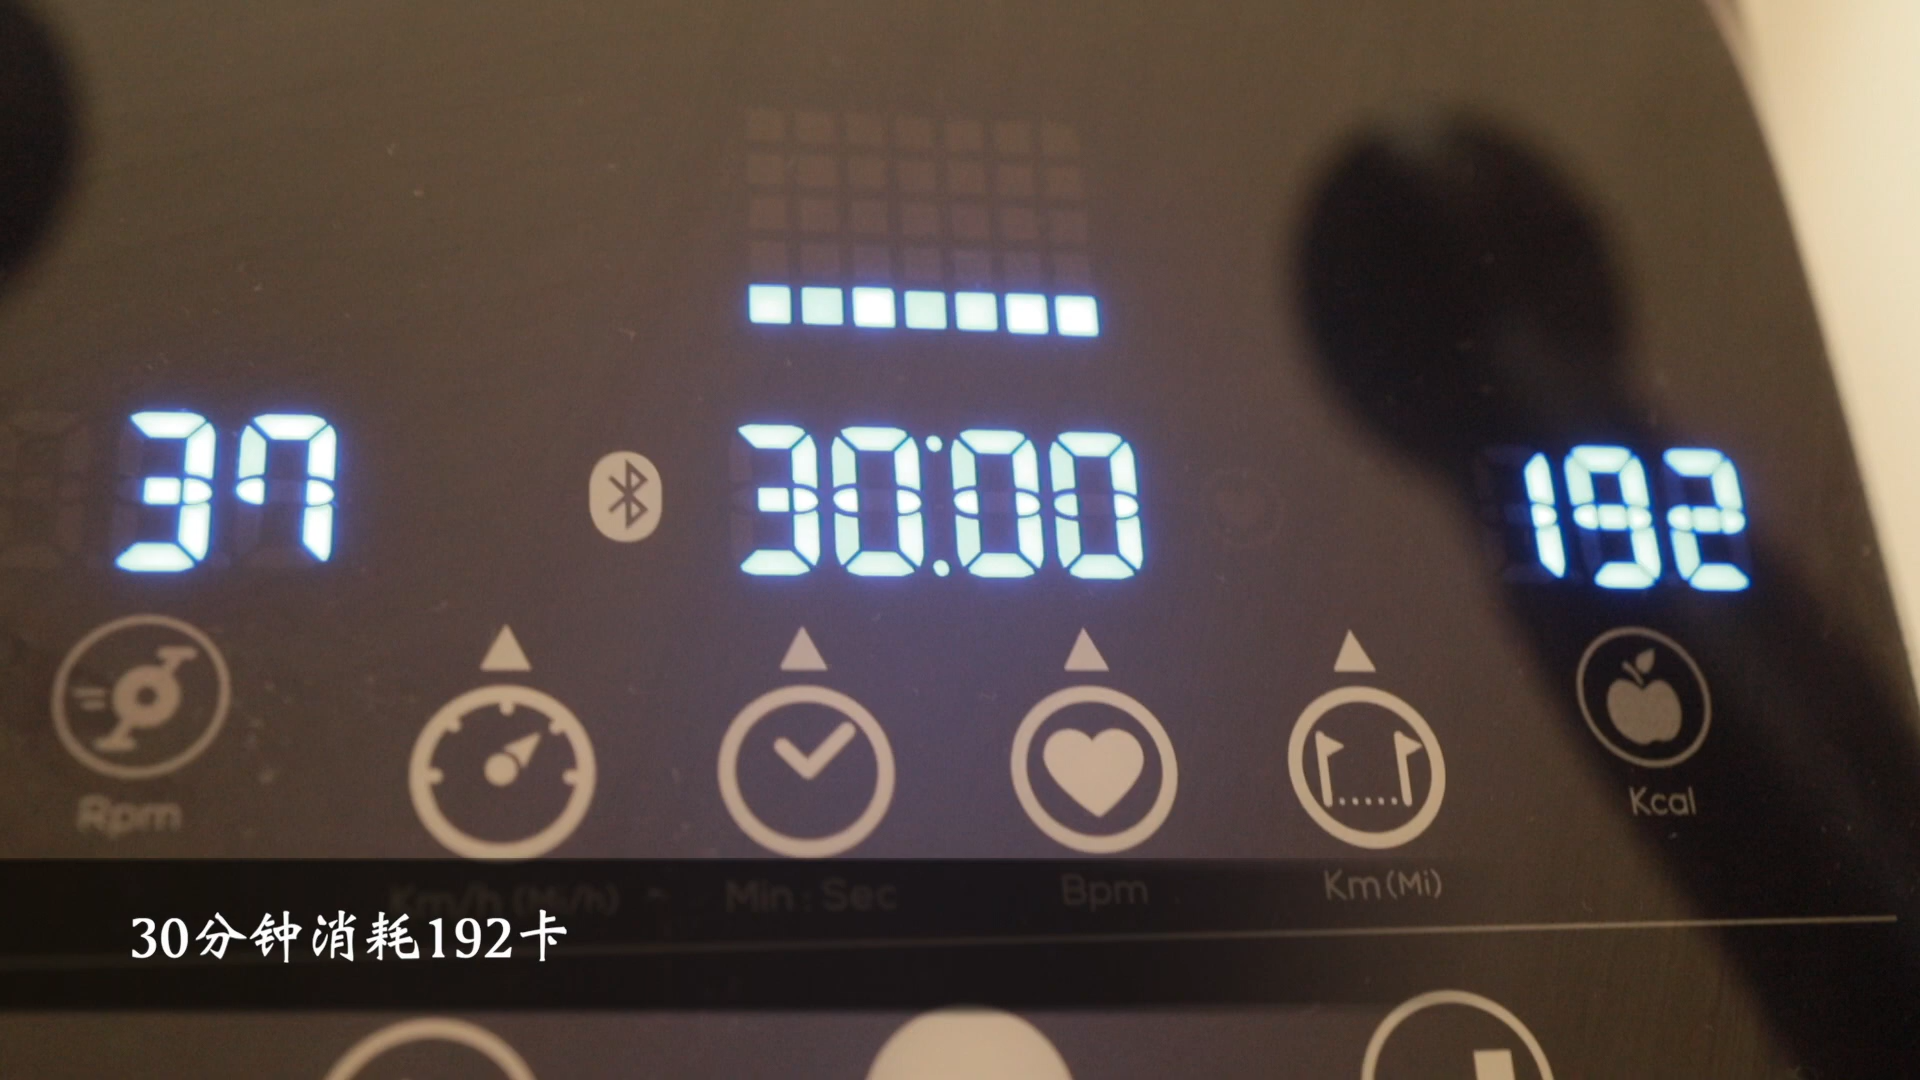 37
30:00
192
Rpm
Kcal
Km/h (Mi/h)
Min : Sec
Bpm
Km(Mi)
30分钟消耗192卡